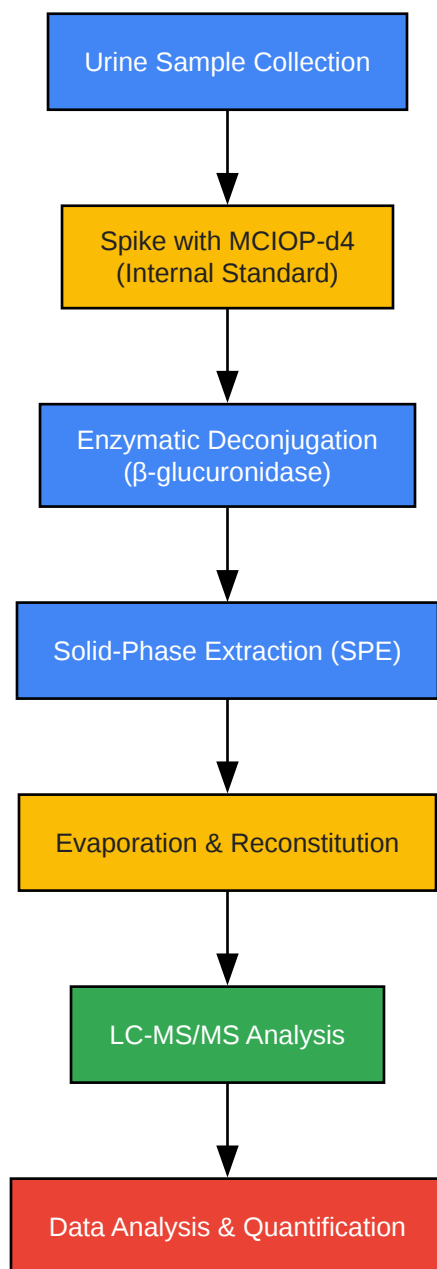 Urine Sample Collection
Spike with MCIOP-d4
(Internal Standard)
Enzymatic Deconjugation
(β-glucuronidase)
Solid-Phase Extraction (SPE)
Evaporation & Reconstitution
LC-MS/MS Analysis
Data Analysis & Quantification